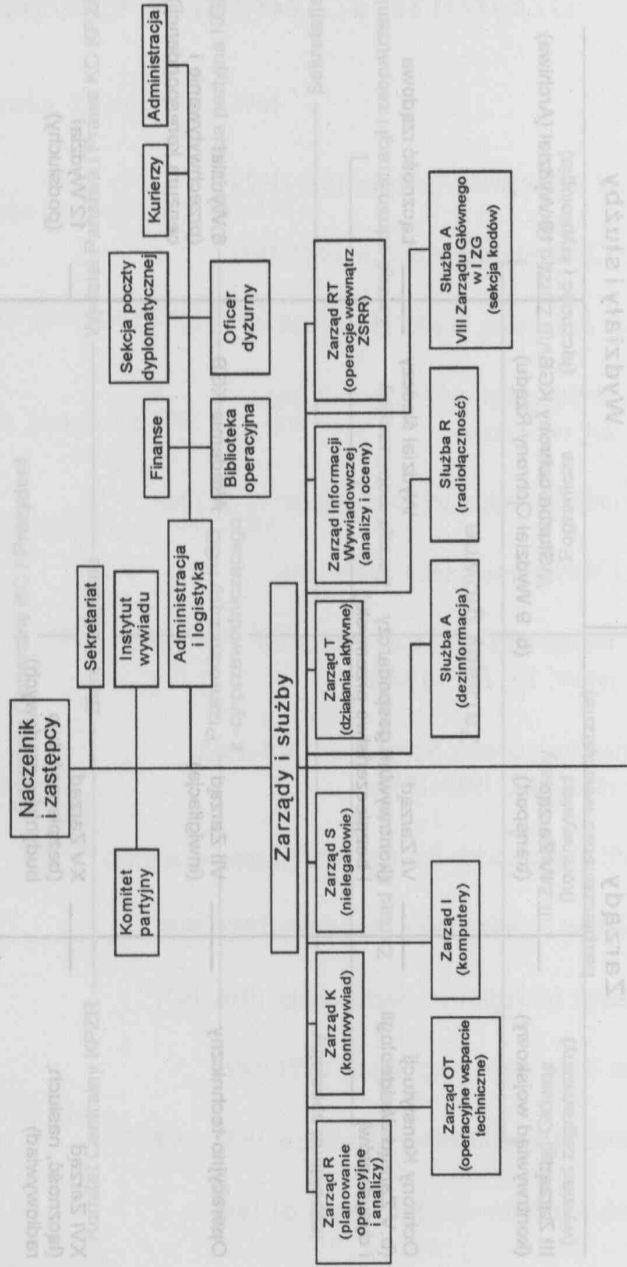 Naczelnik
i zastępcy
Sekretariat
Komitet
partyjny
Instytut
wywiadu
Administracja
i logistyka
Finanse
Sekcja poczty
dyplomatycznej
Kurierzy
Administracja
Biblioteka
operacyjna
Oficer
dyżurny
Zarządy i służby
Zarząd R
(planowanie
operacyjne
i analizy)
Zarząd K
(kontrwywiad)
Zarząd S
(nielegałowie)
Zarząd T
(działania aktywne)
Zarząd Informacji
Wywiadowczej
(analizy i oceny)
Zarząd RT
(operacje wewnątrz
ZSRR)
Zarząd OT
(operacyjne wsparcie
techniczne)
Zarząd I
(komputery)
Służba A
(dezinformacja)
Służba R
(radiołączność)
Służba A
VIII Zarządu Głównego
w I ZG
(sekcja kodów)